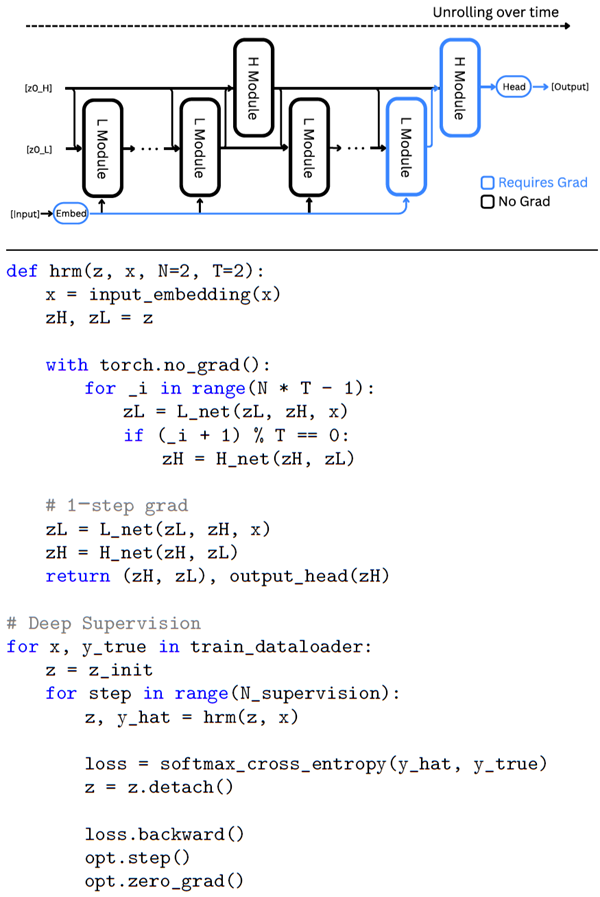 Unrolling over time
[z0_H]
H Module
H Module
Head
[Output]
[z0_L]
L Module
. . .
L Module
L Module
. . .
L Module
Requires Grad
No Grad
[Input]
Embed
def hrm(z, x, N=2, T=2):
    x = input_embedding(x)
    zH, zL = z
    with torch.no_grad():
        for _i in range(N * T - 1):
            zL = L_net(zL, zH, x)
            if (_i + 1) % T == 0:
                zH = H_net(zH, zL)
    # 1-step grad
    zL = L_net(zL, zH, x)
    zH = H_net(zH, zL)
    return (zH, zL), output_head(zH)
# Deep Supervision
for x, y_true in train_dataloader:
    z = z_init
    for step in range(N_supervision):
        z, y_hat = hrm(z, x)
        loss = softmax_cross_entropy(y_hat, y_true)
        z = z.detach()
        loss.backward()
        opt.step()
        opt.zero_grad()